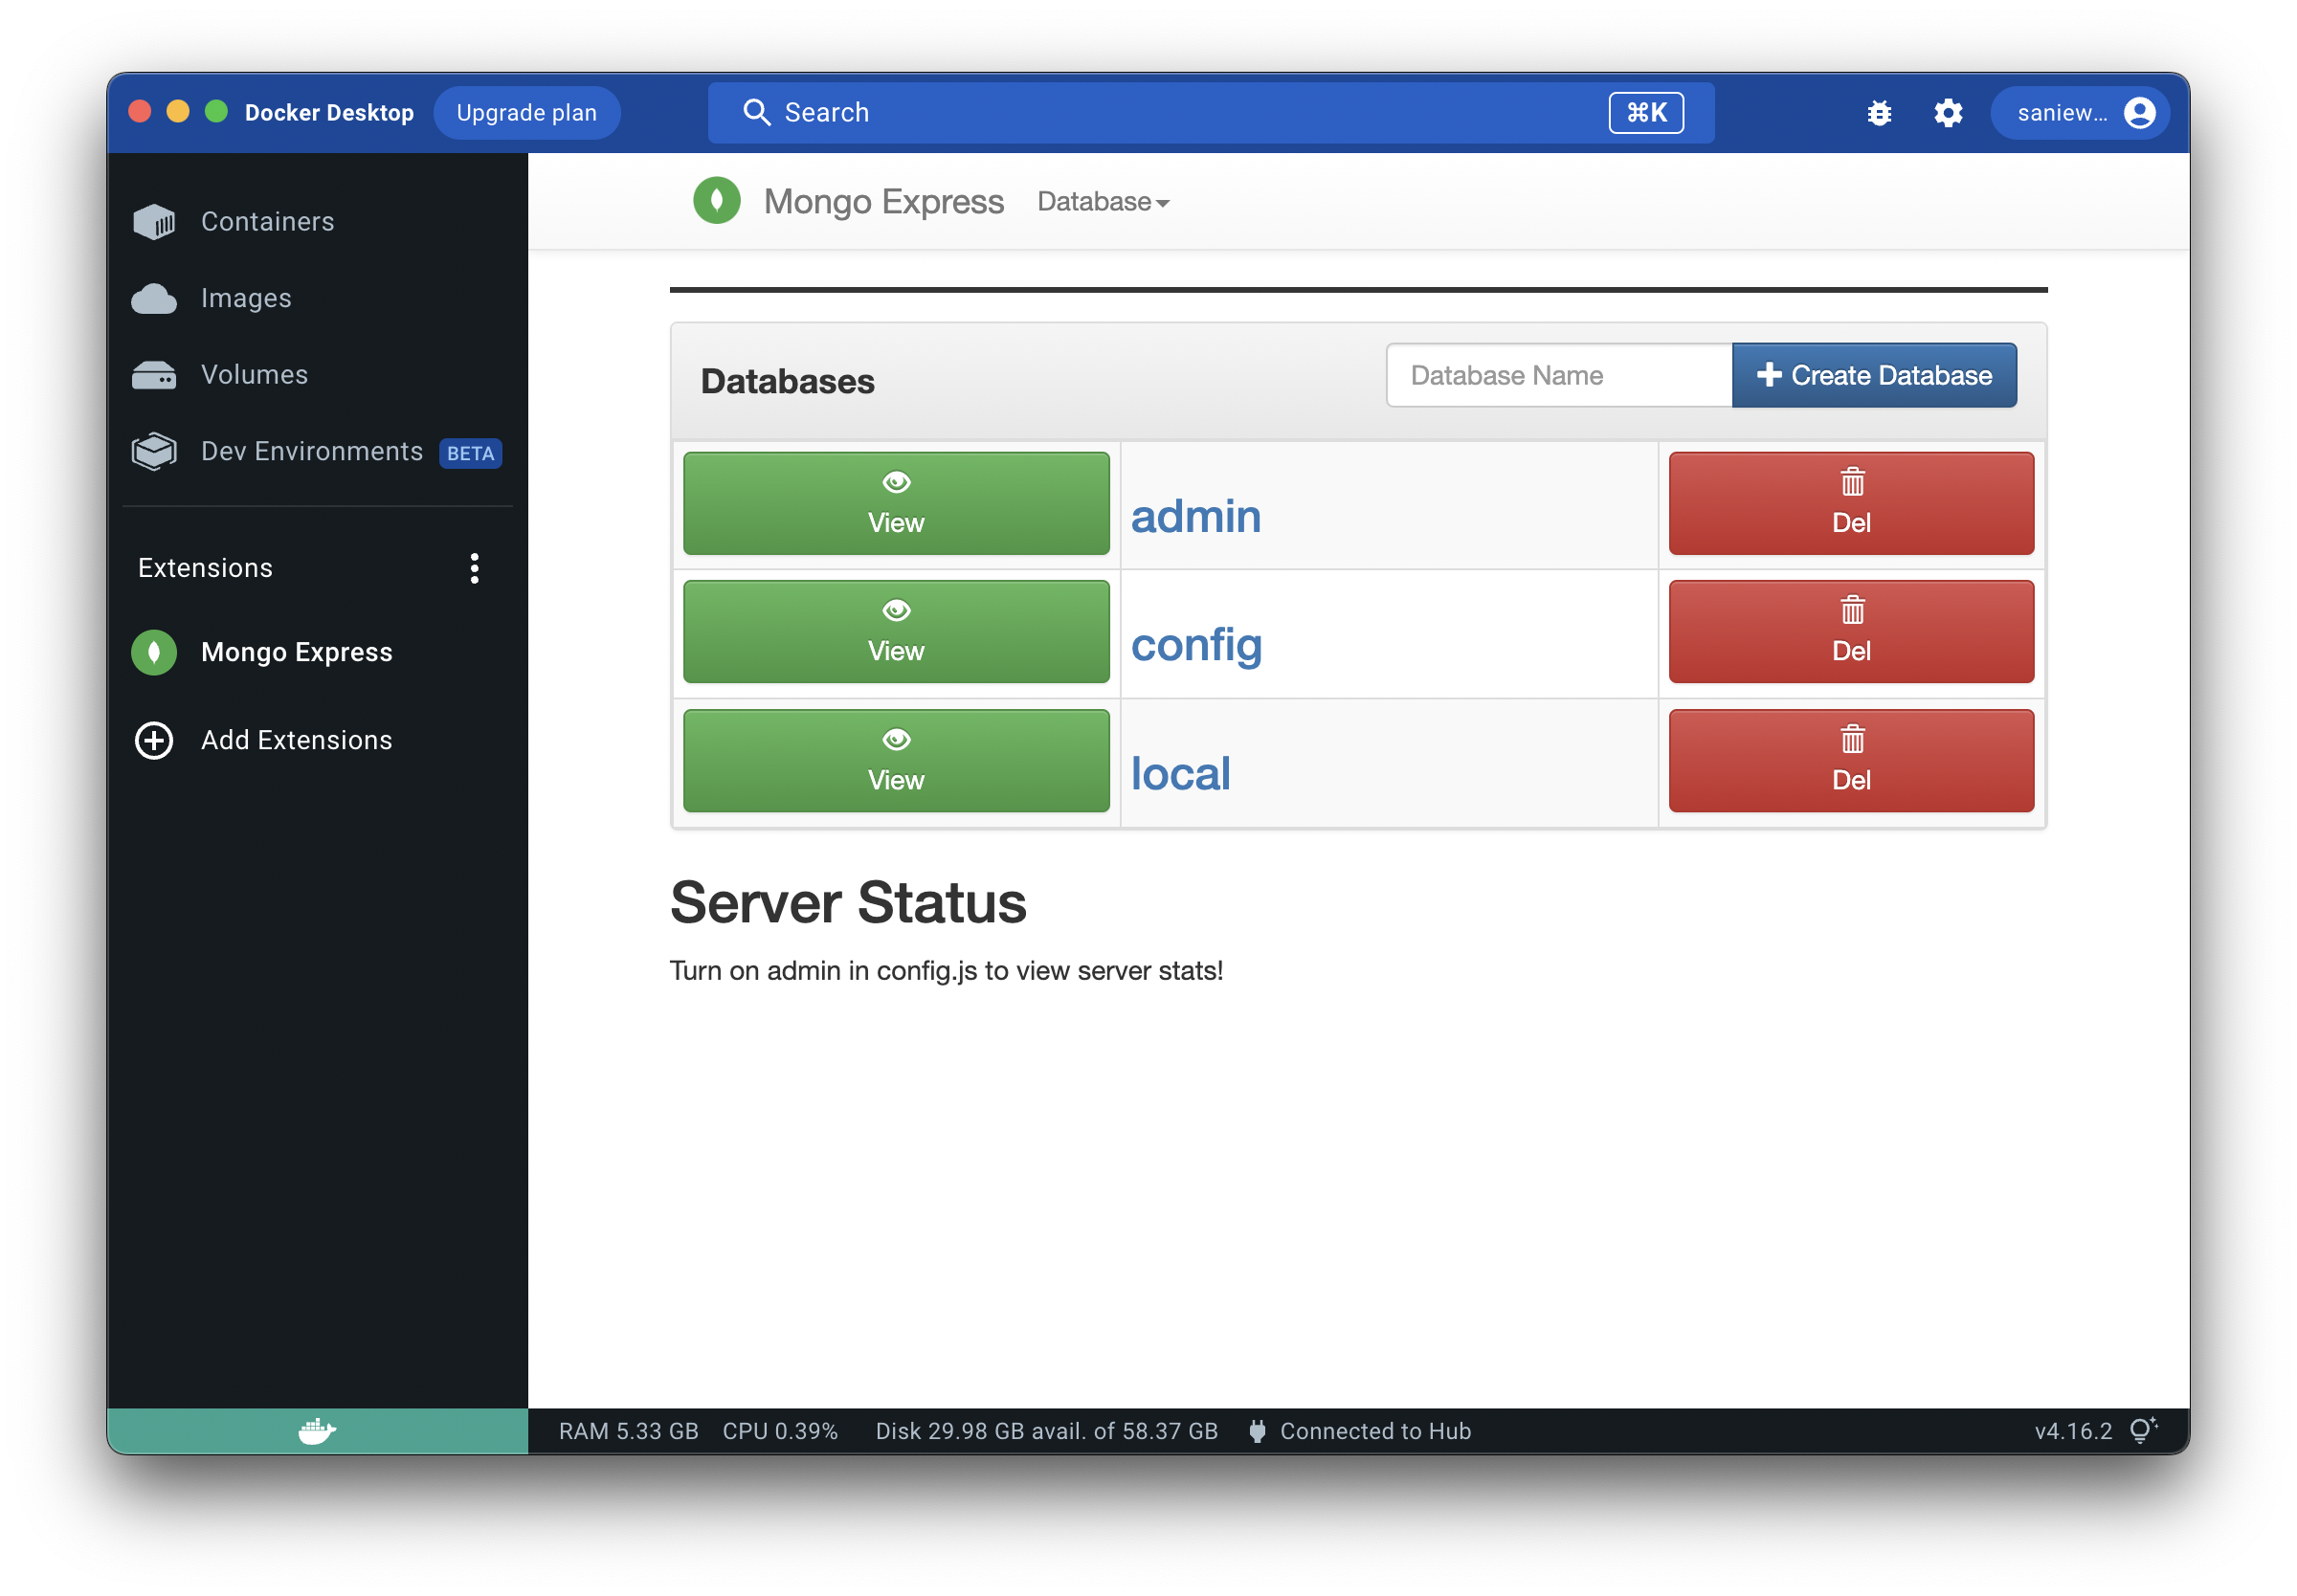 Docker Desktop
Upgrade plan
Search
⌘K
saniew...
Containers
Images
Volumes
Dev Environments BETA
Extensions
Mongo Express
Add Extensions
Mongo Express
Database
Databases
Database Name
Create Database
View
admin
Del
View
config
Del
View
local
Del
Server Status
Turn on admin in config.js to view server stats!
RAM 5.33 GB CPU 0.39% Disk 29.98 GB avail. of 58.37 GB Connected to Hub
v4.16.2